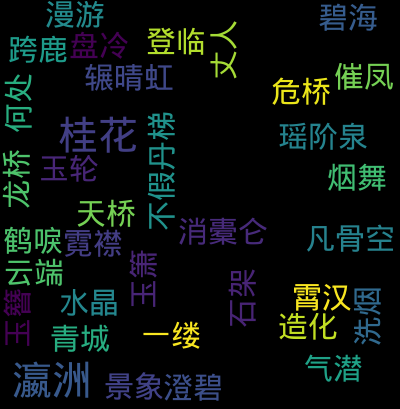 漫游
碧海
跨鹿
盘冷
登临
丈人
辗晴虹
危桥
催凤
何处
桂花
不假丹梯
瑶阶泉
龙桥
玉轮
烟舞
天桥
消橐仑
凡骨空
鹤唳
霓襟
云端
玉箫
石架
玉簪
水晶
霄汉
洗烟
青城
一缕
造化
气潜
瀛洲
景象澄碧